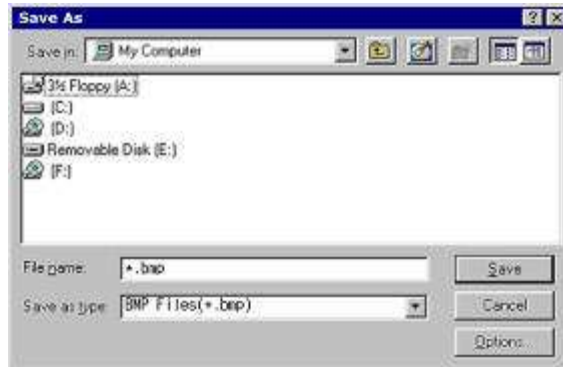 Save As
Save in: My Computer
3½ Floppy (A:)
(C:)
(D:)
Removable Disk (E:)
(F:)
File name: *.bmp
Save
Save as type: BMP Files(*.bmp)
Cancel
Options...